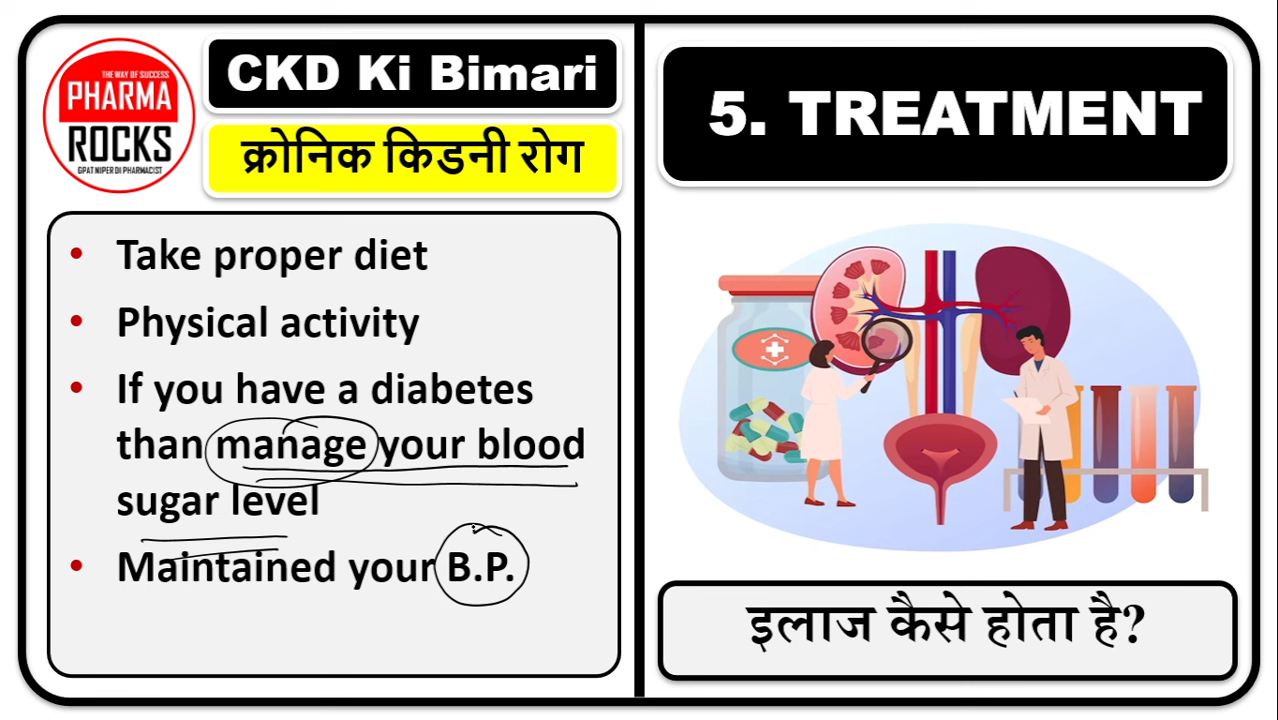 THE WAY OF SUCCESS
PHARMA
ROCKS
GPAT NIPER DI PHARMACIST
CKD Ki Bimari
क्रोनिक किडनी रोग
• Take proper diet
• Physical activity
• If you have a diabetes
than manage your blood
sugar level
• Maintained your B.P.
5. TREATMENT
इलाज कैसे होता है?